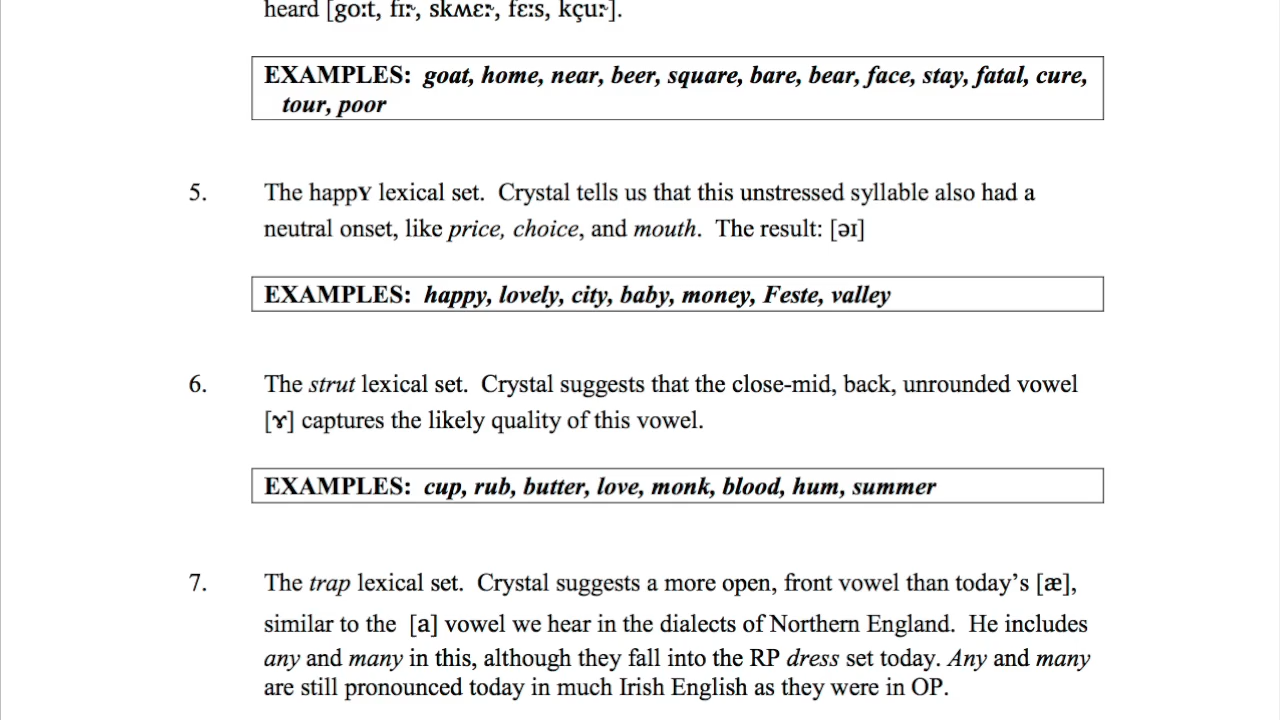 heard [goːt, fiːɚ, skʍɛːɚ, fɛːs, kçuːɚ].
EXAMPLES: goat, home, near, beer, square, bare, bear, face, stay, fatal, cure,
tour, poor
5. The happY lexical set. Crystal tells us that this unstressed syllable also had a
neutral onset, like price, choice, and mouth. The result: [əɪ]
EXAMPLES: happy, lovely, city, baby, money, Feste, valley
6. The strut lexical set. Crystal suggests that the close-mid, back, unrounded vowel
[ɤ] captures the likely quality of this vowel.
EXAMPLES: cup, rub, butter, love, monk, blood, hum, summer
7. The trap lexical set. Crystal suggests a more open, front vowel than today’s [æ],
similar to the [a] vowel we hear in the dialects of Northern England. He includes
any and many in this, although they fall into the RP dress set today. Any and many
are still pronounced today in much Irish English as they were in OP.